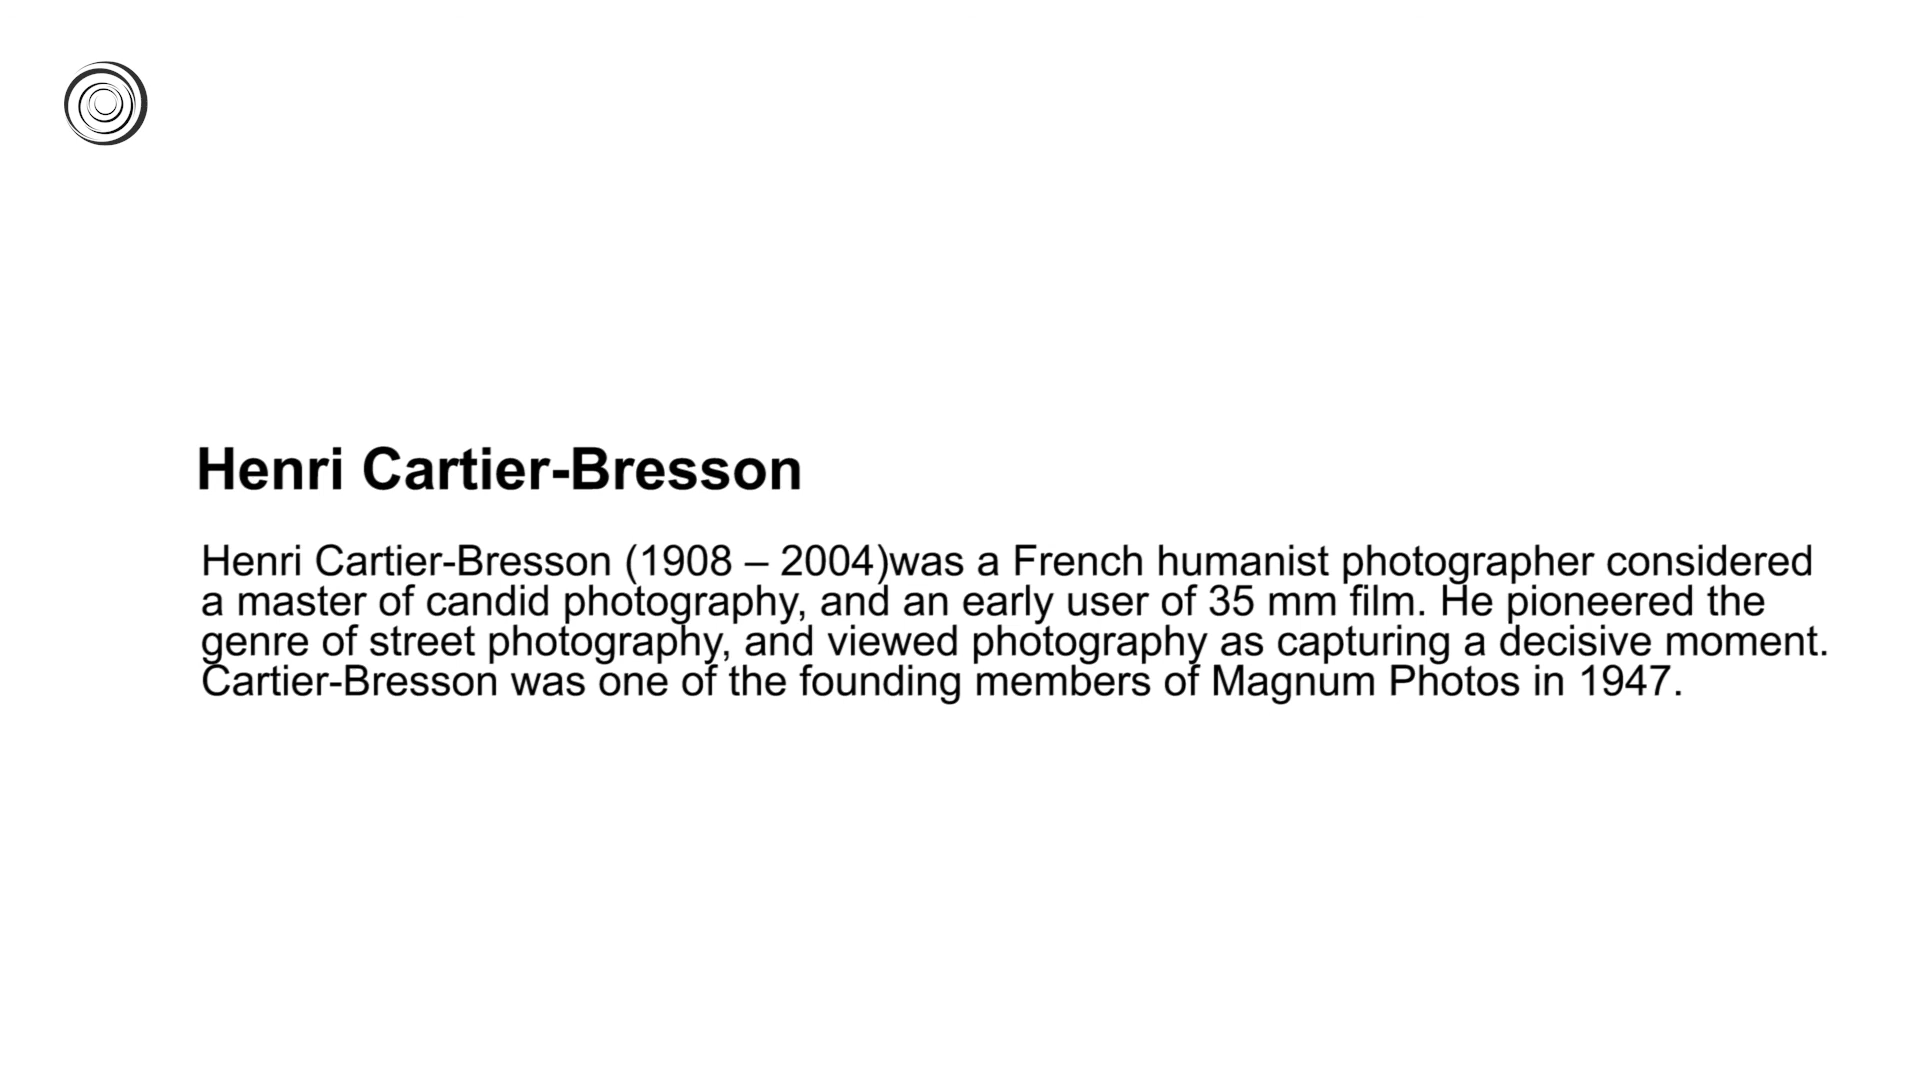 Henri Cartier-Bresson
Henri Cartier-Bresson (1908 – 2004)was a French humanist photographer considered
a master of candid photography, and an early user of 35 mm film. He pioneered the
genre of street photography, and viewed photography as capturing a decisive moment.
Cartier-Bresson was one of the founding members of Magnum Photos in 1947.